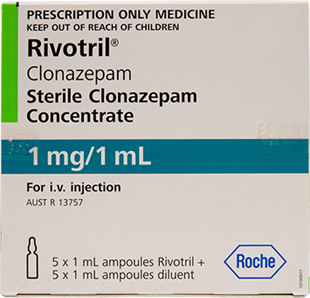 PRESCRIPTION ONLY MEDICINE
KEEP OUT OF REACH OF CHILDREN
Rivotril®
Clonazepam
Sterile Clonazepam
Concentrate
1 mg/1 mL
For i.v. injection
AUST R 13757
5 x 1 mL ampoules Rivotril +
5 x 1 mL ampoules diluent
Roche